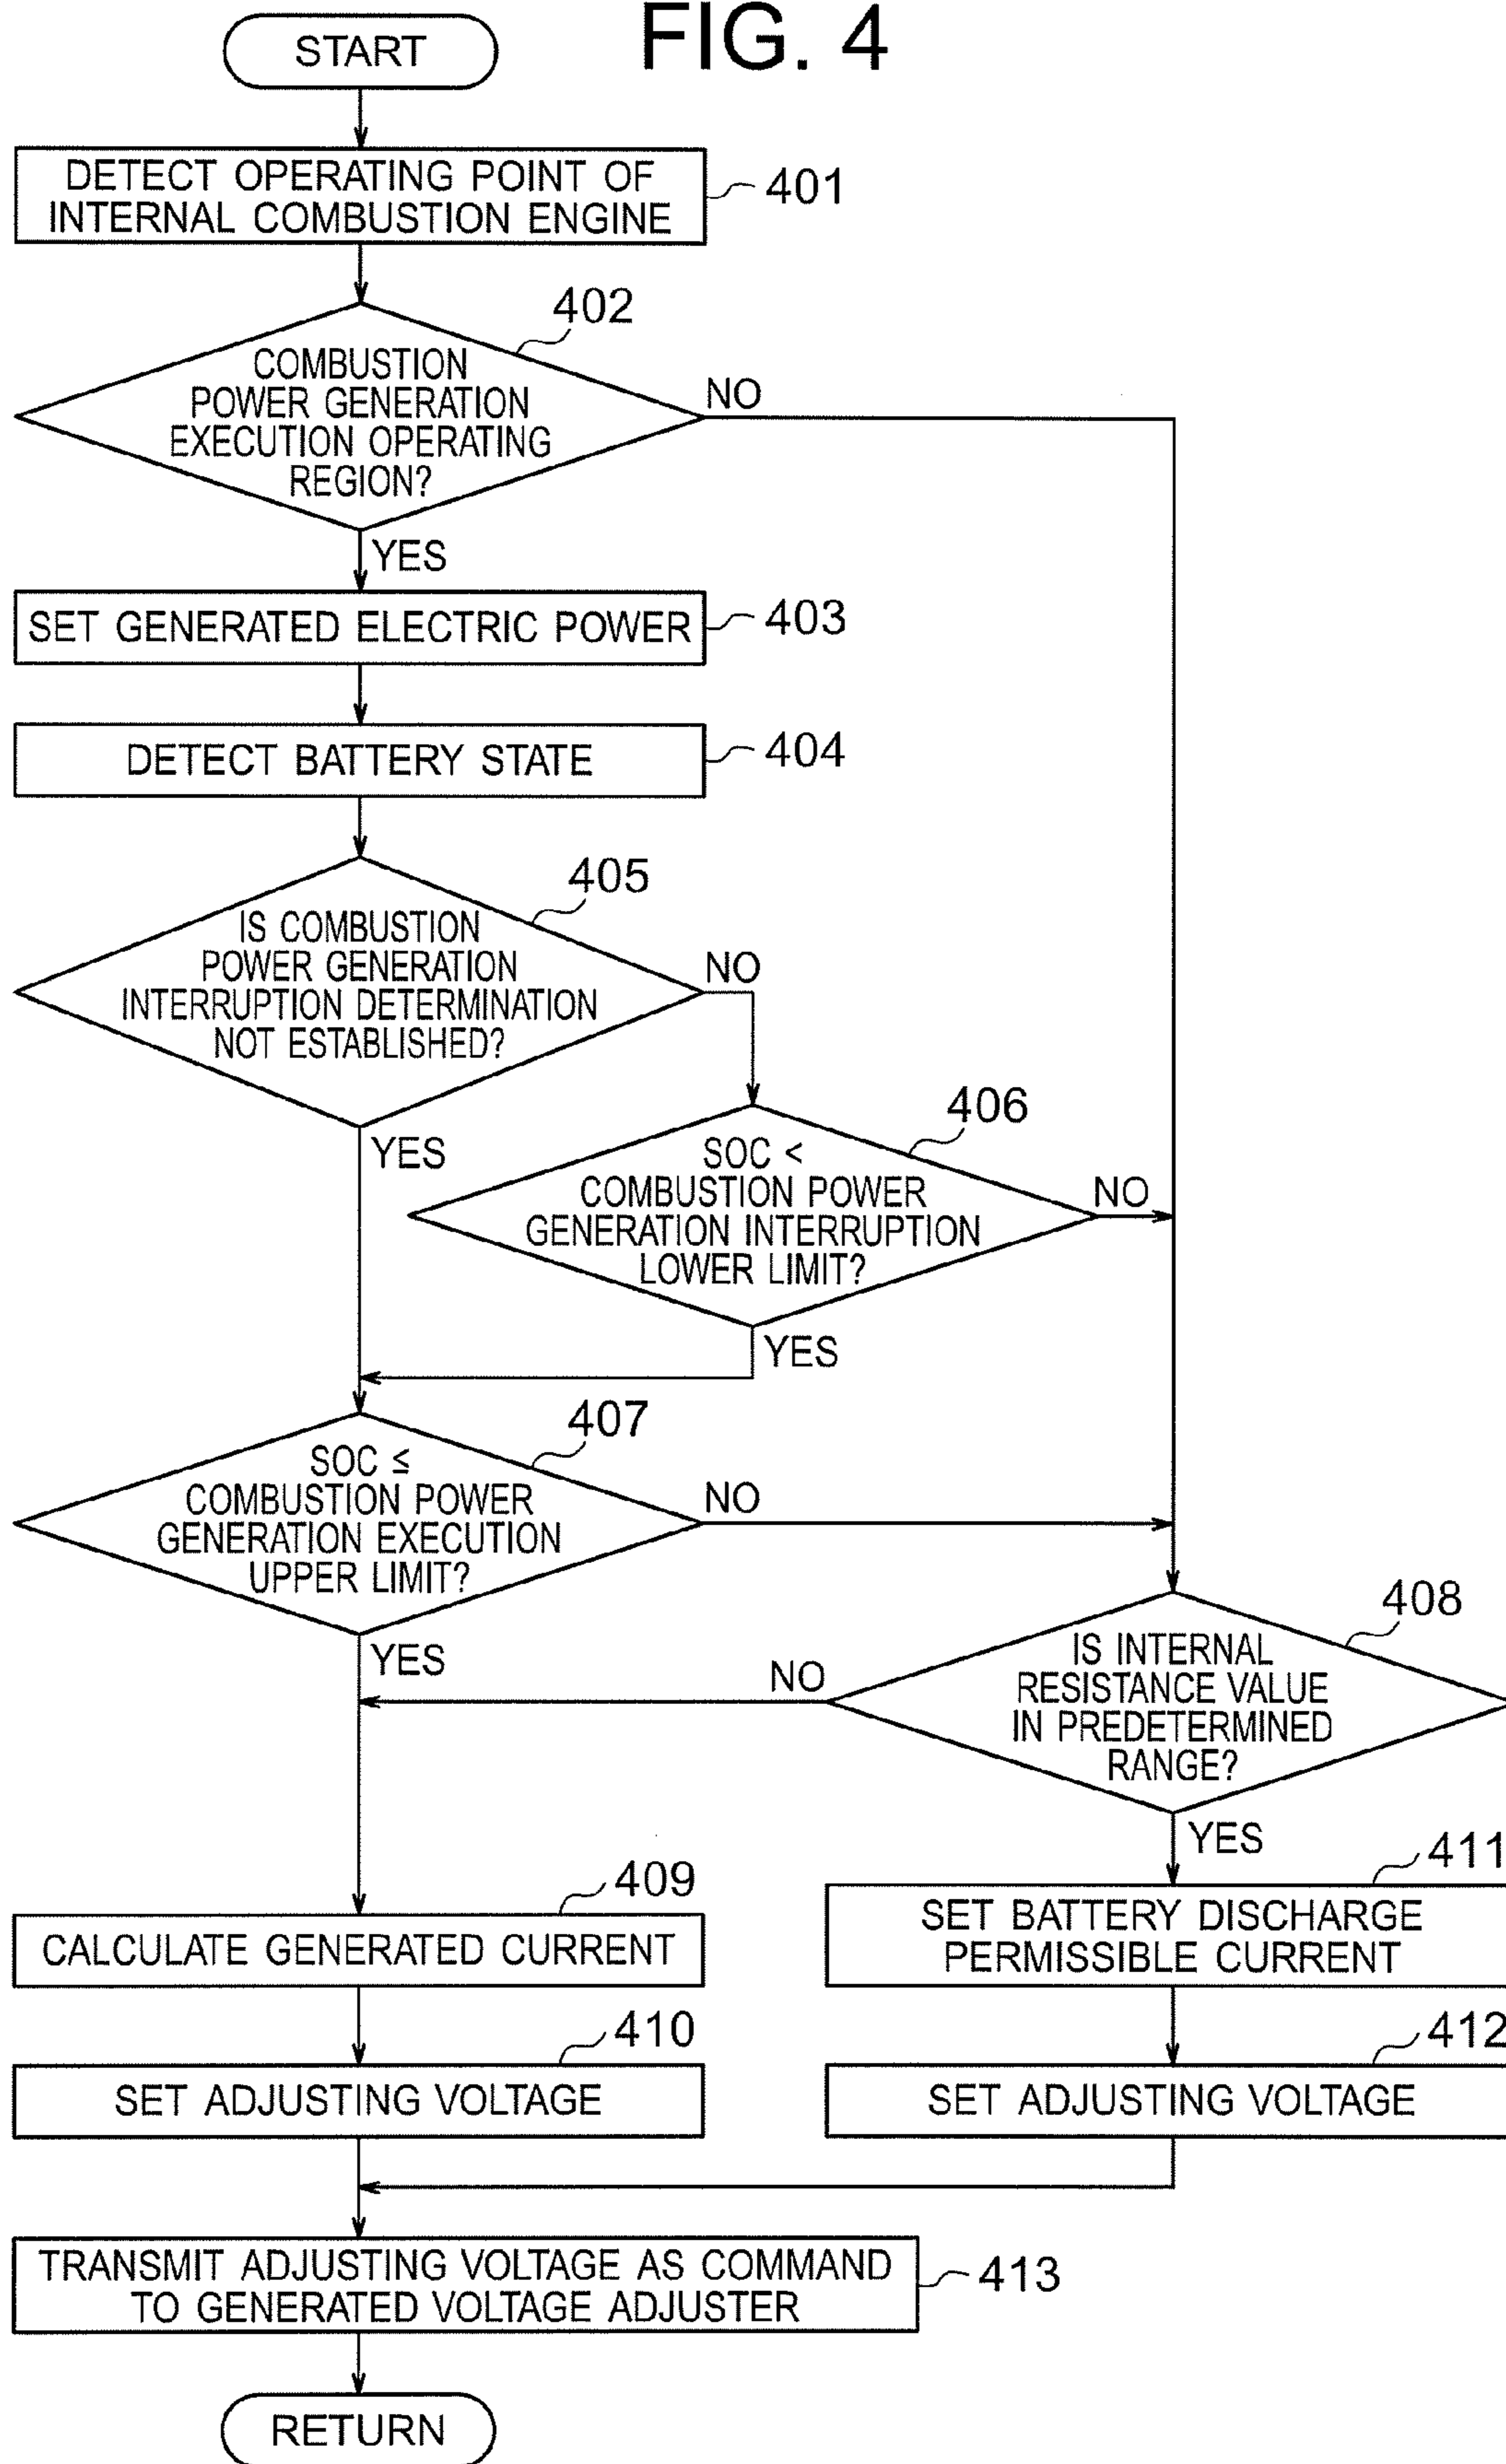 FIG. 4
START
DETECT OPERATING POINT OF
INTERNAL COMBUSTION ENGINE
401
402
COMBUSTION
POWER GENERATION
EXECUTION OPERATING
REGION?
NO
YES
SET GENERATED ELECTRIC POWER
403
DETECT BATTERY STATE
404
405
IS COMBUSTION
POWER GENERATION
INTERRUPTION DETERMINATION
NOT ESTABLISHED?
NO
YES
406
SOC <
COMBUSTION POWER
GENERATION INTERRUPTION
LOWER LIMIT?
NO
YES
407
SOC ≤
COMBUSTION POWER
GENERATION EXECUTION
UPPER LIMIT?
NO
YES
408
IS INTERNAL
RESISTANCE VALUE
IN PREDETERMINED
RANGE?
NO
YES
409
CALCULATE GENERATED CURRENT
411
SET BATTERY DISCHARGE
PERMISSIBLE CURRENT
410
SET ADJUSTING VOLTAGE
412
SET ADJUSTING VOLTAGE
TRANSMIT ADJUSTING VOLTAGE AS COMMAND
TO GENERATED VOLTAGE ADJUSTER
413
RETURN